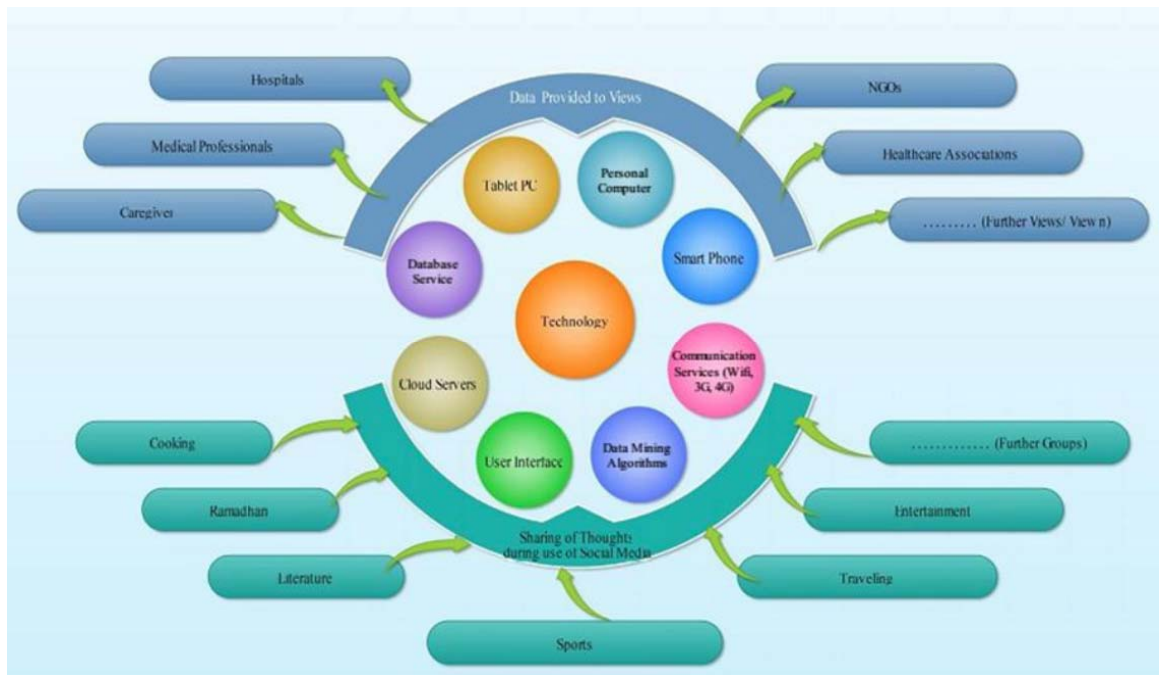 Hospitals
Data Provided to Views
NGOs
Medical Professionals
Healthcare Associations
Caregives
......... (Further Views/ View n)
Tablet PC
Personal
Computer
Database
Service
Smart Phone
Technology
Cloud Servers
Communication
Services (Wifi,
3G, 4G)
User Interface
Data Mining
Algorithms
Cooking
............. (Further Groups)
Ramadhan
Entertainment
Sharing of Thoughts
during use of Social Media
Literature
Traveling
Sports